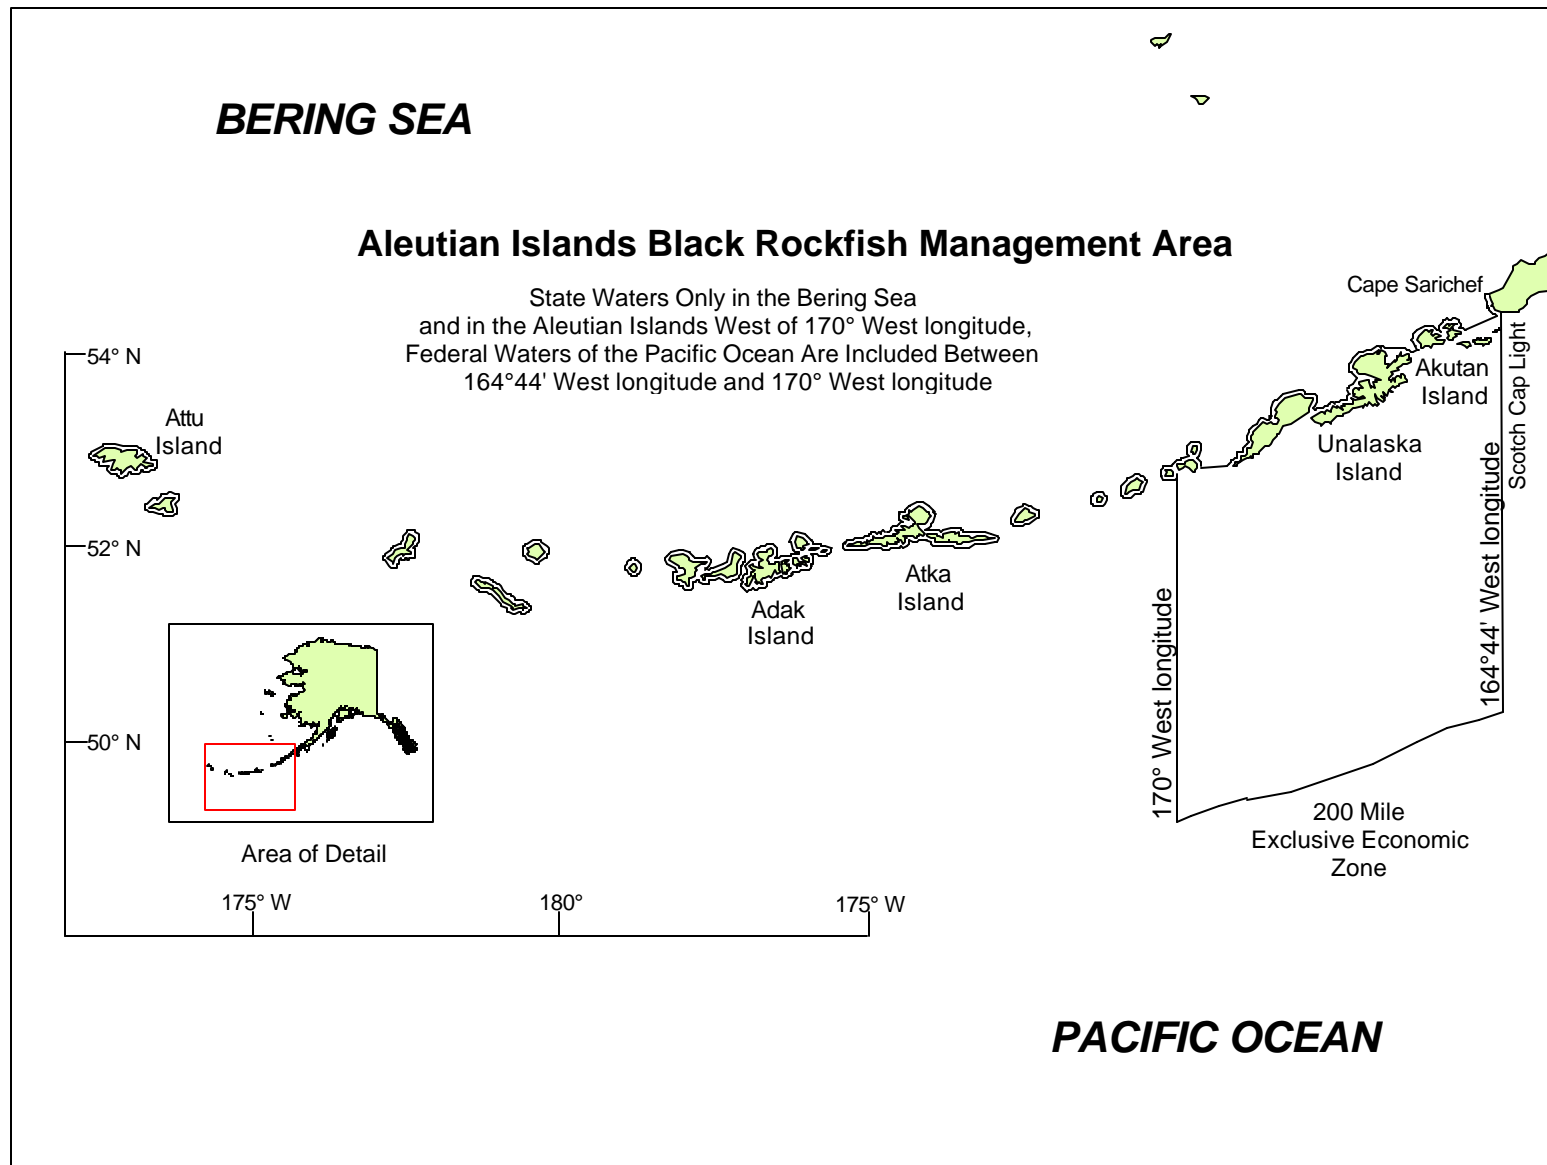 BERING SEA
Aleutian Islands Black Rockfish Management Area
State Waters Only in the Bering Sea
and in the Aleutian Islands West of 170° West longitude,
Federal Waters of the Pacific Ocean Are Included Between
164°44' West longitude and 170° West longitude
Cape Sarichef
Scotch Cap Light
54° N
Akutan
Island
Attu
Island
Unalaska
Island
52° N
Atka
Island
Adak
Island
170° West longitude
164°44' West longitude
50° N
200 Mile
Exclusive Economic
Zone
Area of Detail
175° W
180°
175° W
PACIFIC OCEAN